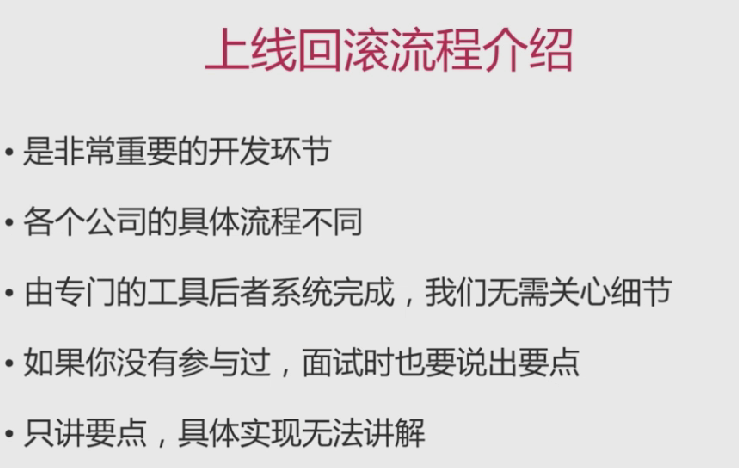 上线回滚流程介绍
• 是非常重要的开发环节
• 各个公司的具体流程不同
• 由专门的工具后者系统完成，我们无需关心细节
• 如果你没有参与过，面试时也要说出要点
• 只讲要点，具体实现无法讲解